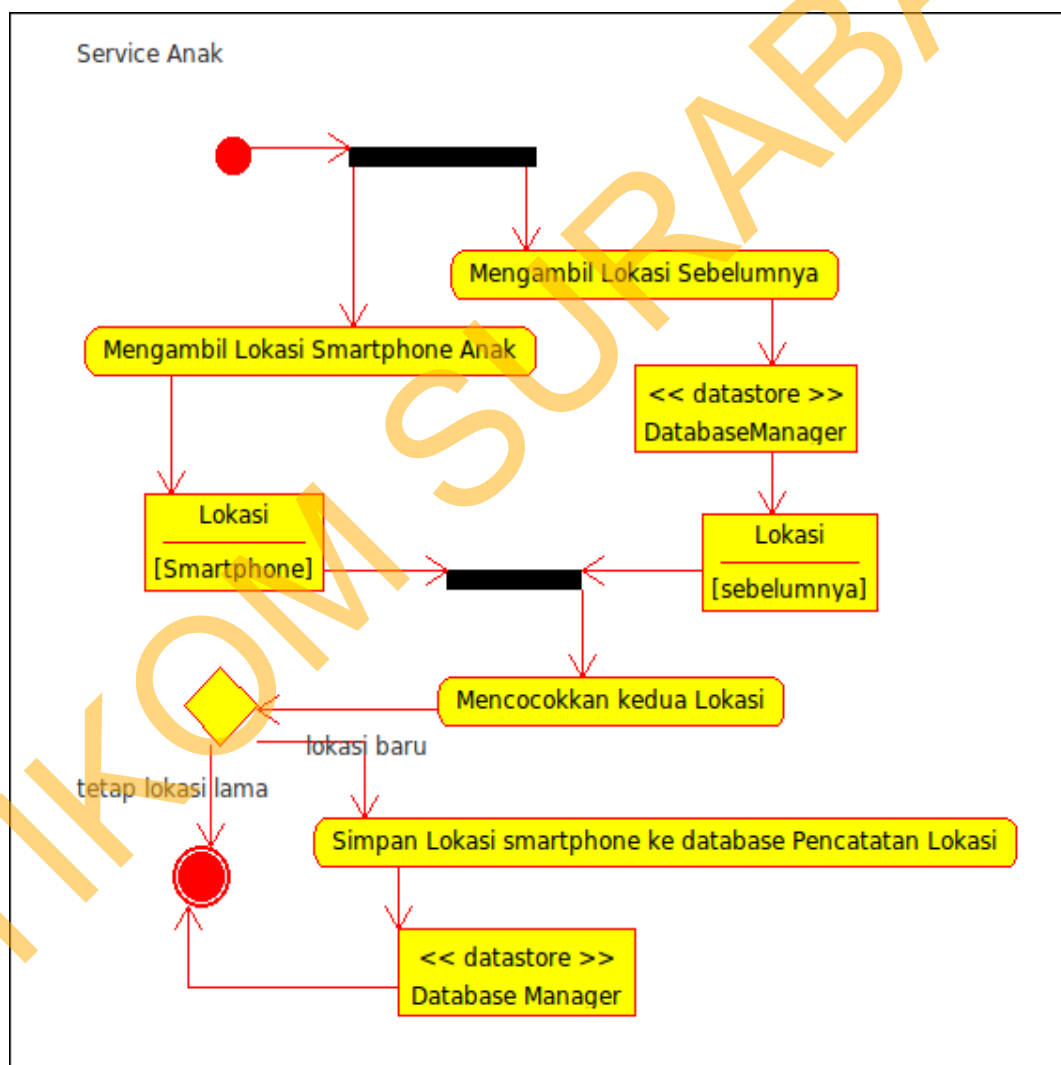 Service Anak
Mengambil Lokasi Sebelumnya
Mengambil Lokasi Smartphone Anak
<< datastore >>
DatabaseManager
Lokasi
[Smartphone]
Lokasi
[sebelumnya]
Mencocokkan kedua Lokasi
lokasi baru
tetap lokasi lama
Simpan Lokasi smartphone ke database Pencatatan Lokasi
<< datastore >>
Database Manager
IKOM SURABA